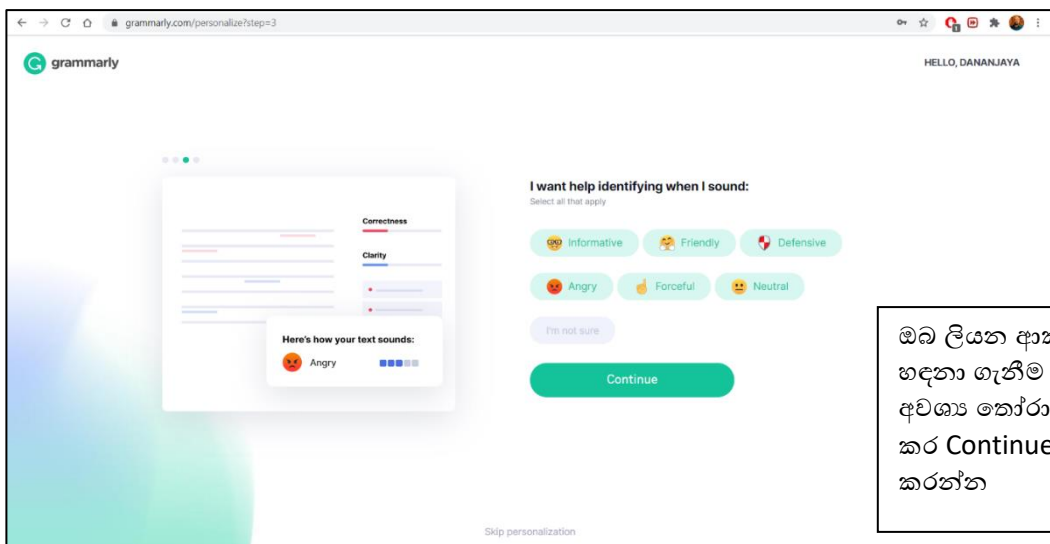 grammarly.com/personalize?step=3
grammarly
HELLO, DANANJAYA
I want help identifying when I sound:
Select all that apply
Informative
Friendly
Defensive
Angry
Forceful
Neutral
I'm not sure
Continue
Correctness
Clarity
Here's how your text sounds:
Angry
Skip personalization
ඔබ ලියන
හඳුනා ගැනීම
අවශ්‍ය තෝරා
කර Continue
කරන්න